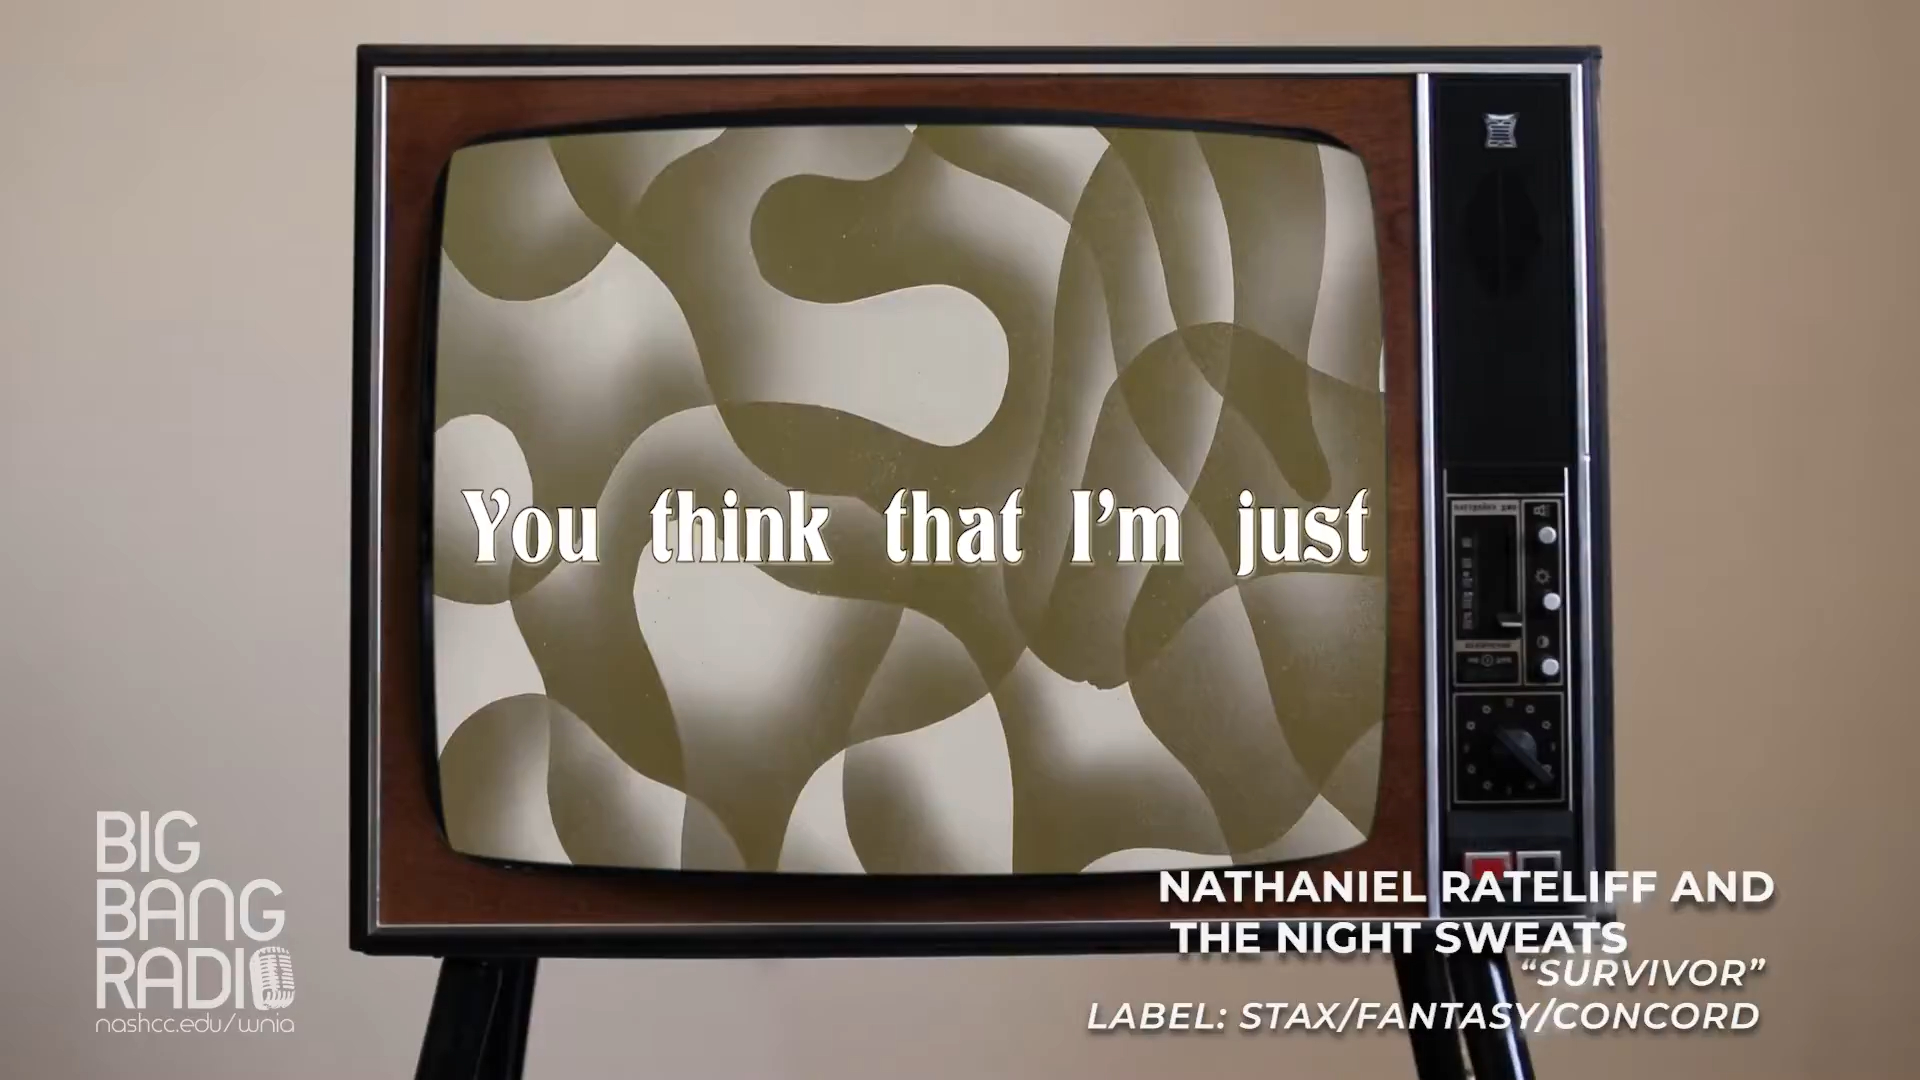 You think that I'm just
BIG
BANG
RADIO
nashcc.edu/wnia
NATHANIEL RATELIFF AND
THE NIGHT SWEATS
“SURVIVOR”
LABEL: STAX/FANTASY/CONCORD